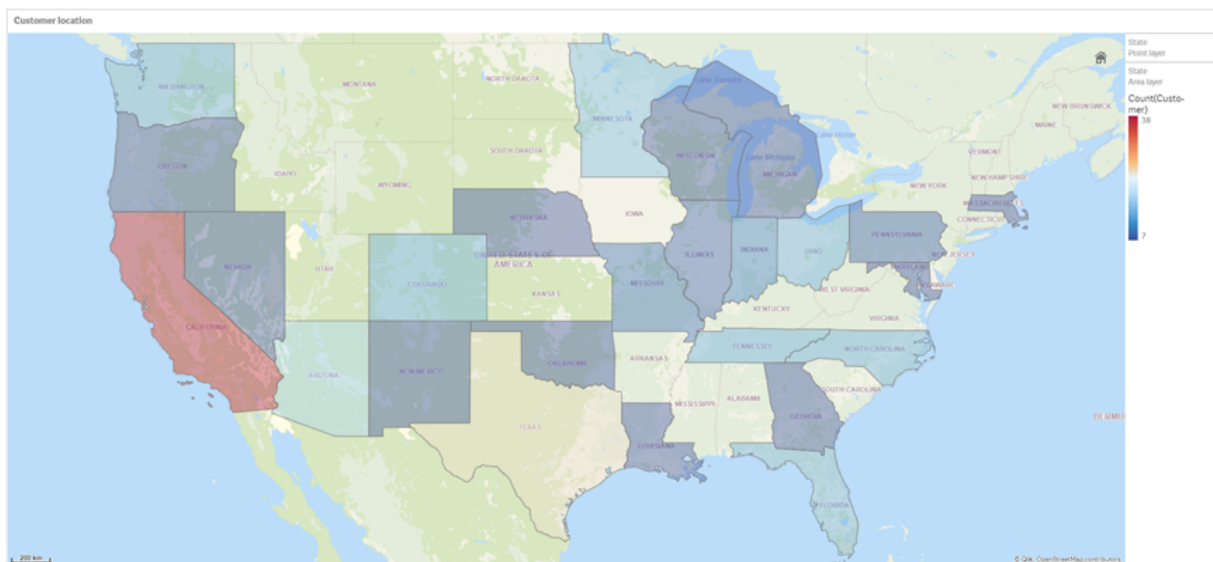 Customer location
State
Point layer
State
Area layer
Count(Custo-
mer)
38
7
WASHINGTON
MONTANA
NORTH DAKOTA
MINNESOTA
Lake Superior
NEW BRUNSWICK
MAINE
OREGON
IDAHO
SOUTH DAKOTA
WISCONSIN
Lake Michigan
Lake Huron
MICHIGAN
VERMONT
NEW HAMPSHIRE
NEW YORK
MASSACHUSETTS
CONNECTICUT
WYOMING
NEBRASKA
IOWA
PENNSYLVANIA
NEVADA
UTAH
COLORADO
UNITED STATES OF
AMERICA
KANSAS
ILLINOIS
INDIANA
OHIO
NEW JERSEY
MARYLAND
DELAWARE
MISSOURI
WEST VIRGINIA
VIRGINIA
KENTUCKY
CALIFORNIA
ARIZONA
NEW MEXICO
OKLAHOMA
ARKANSAS
TENNESSEE
NORTH CAROLINA
SOUTH CAROLINA
MISSISSIPPI
ALABAMA
GEORGIA
TEXAS
LOUISIANA
FLORIDA
BERMU
200 km
© Qlik, OpenStreetMap contributors